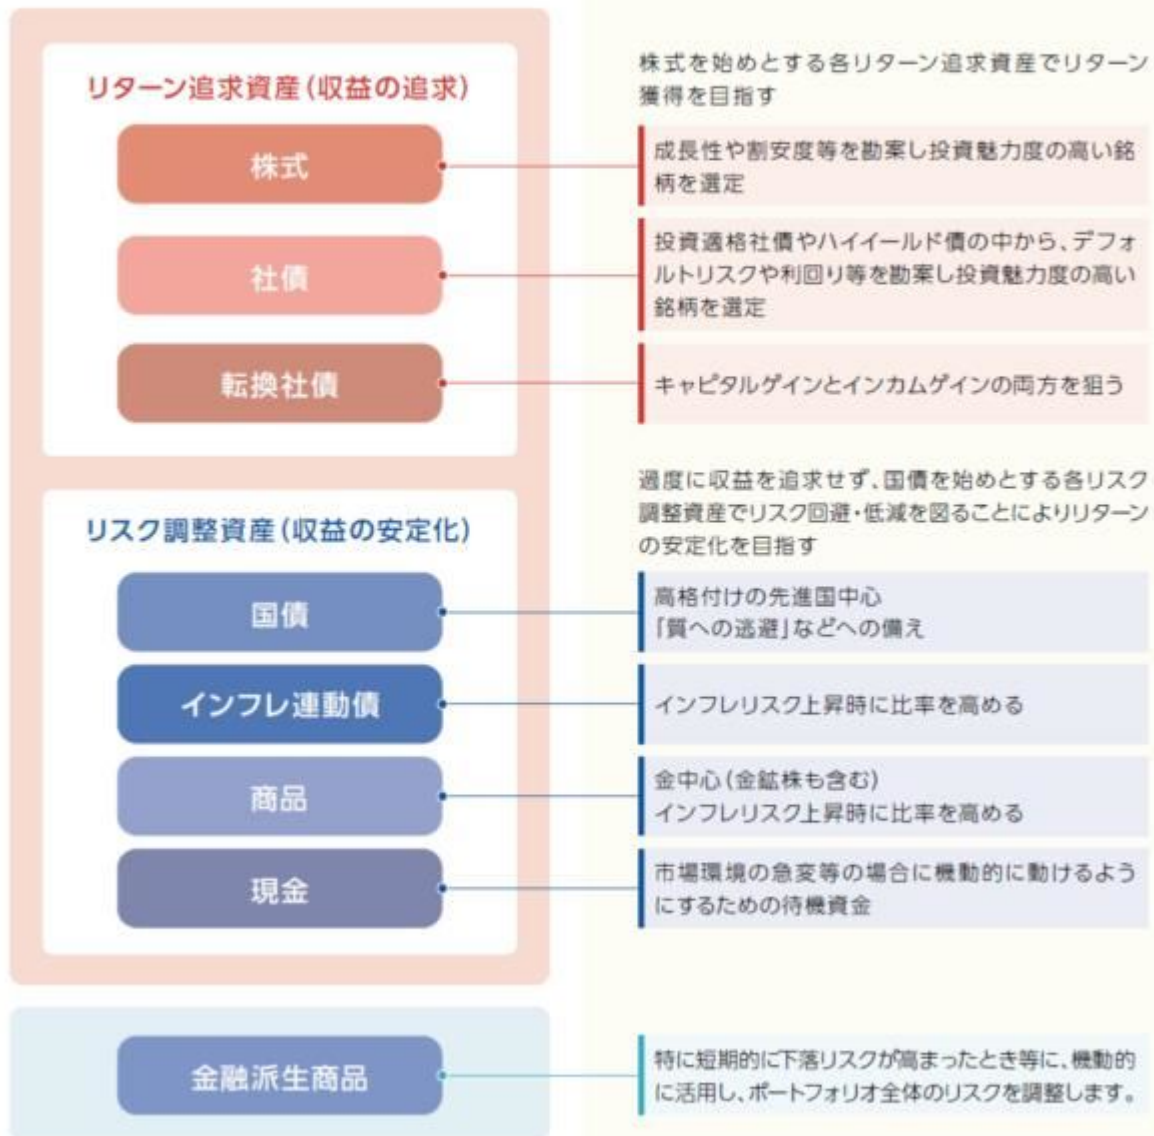 リターン追求資産（収益の追求）
株式を始めとする各リターン追求資産でリターン
獲得を目指す
株式
成長性や割安度等を勘案し投資魅力度の高い銘
柄を選定
社債
投資適格社債やハイイールド債の中から、デフォ
ルトリスクや利回り等を勘案し投資魅力度の高い
銘柄を選定
転換社債
キャピタルゲインとインカムゲインの両方を狙う
リスク調整資産（収益の安定化）
過度に収益を追求せず、国債を始めとする各リスク
調整資産でリスク回避・低減を図ることによりリターン
の安定化を目指す
国債
高格付けの先進国中心
「質への逃避」などへの備え
インフレ連動債
インフレリスク上昇時に比率を高める
商品
金中心（金鉱株も含む）
インフレリスク上昇時に比率を高める
現金
市場環境の急変等の場合に機動的に動けるよう
にするための待機資金
金融派生商品
特に短期的に下落リスクが高まったとき等に、機動的
に活用し、ポートフォリオ全体のリスクを調整します。